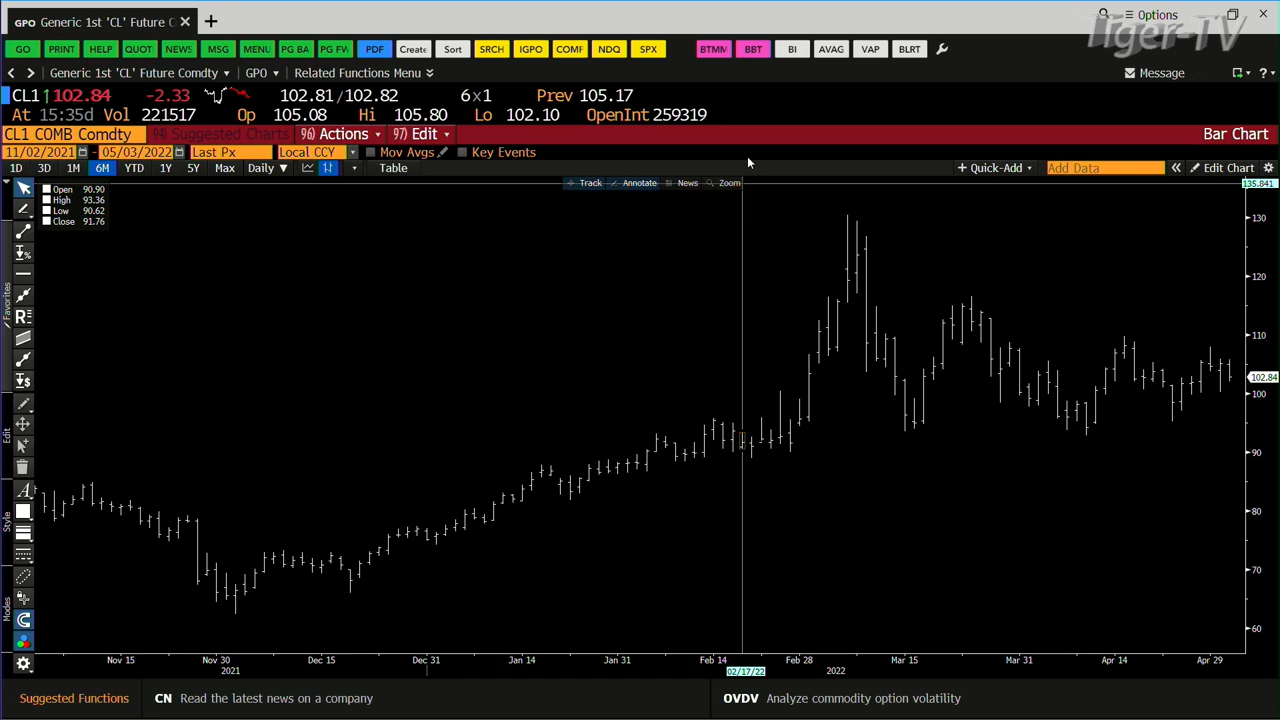 GPO Generic 1st 'CL' Future C
Options
Tiger-TV
GO PRINT HELP QUOT NEWS MSG MENU PG BA PG FW PDF Create Sort SRCH IGPO COMF NDQ SPX BTMM BBT BI AVAG VAP BLRT
Generic 1st 'CL' Future Comdty GPO Related Functions Menu Message
CL1 ↑102.84 -2.33 102.81/102.82 6x1 Prev 105.17
At 15:35d Vol 221517 Op 105.08 Hi 105.80 Lo 102.10 OpenInt 259319
CL1 COMB Comdty 94) Suggested Charts 96) Actions 97) Edit Bar Chart
11/02/2021 - 05/03/2022 Last Px Local CCY Mov Avgs Key Events
1D 3D 1M 6M YTD 1Y 5Y Max Daily Table + Quick-Add Add Data Edit Chart
Track Annotate News Zoom
Open 90.90
High 93.36
Low 90.62
Close 91.76
135.841
130
120
110
102.84
100
90
80
70
60
Favorites
Edit
Style
Modes
Nov 15 Nov 30 Dec 15 Dec 31 Jan 14 Jan 31 Feb 14 Feb 28 Mar 15 Mar 31 Apr 14 Apr 29
2021 02/17/22 2022
Suggested Functions CN Read the latest news on a company OVDV Analyze commodity option volatility